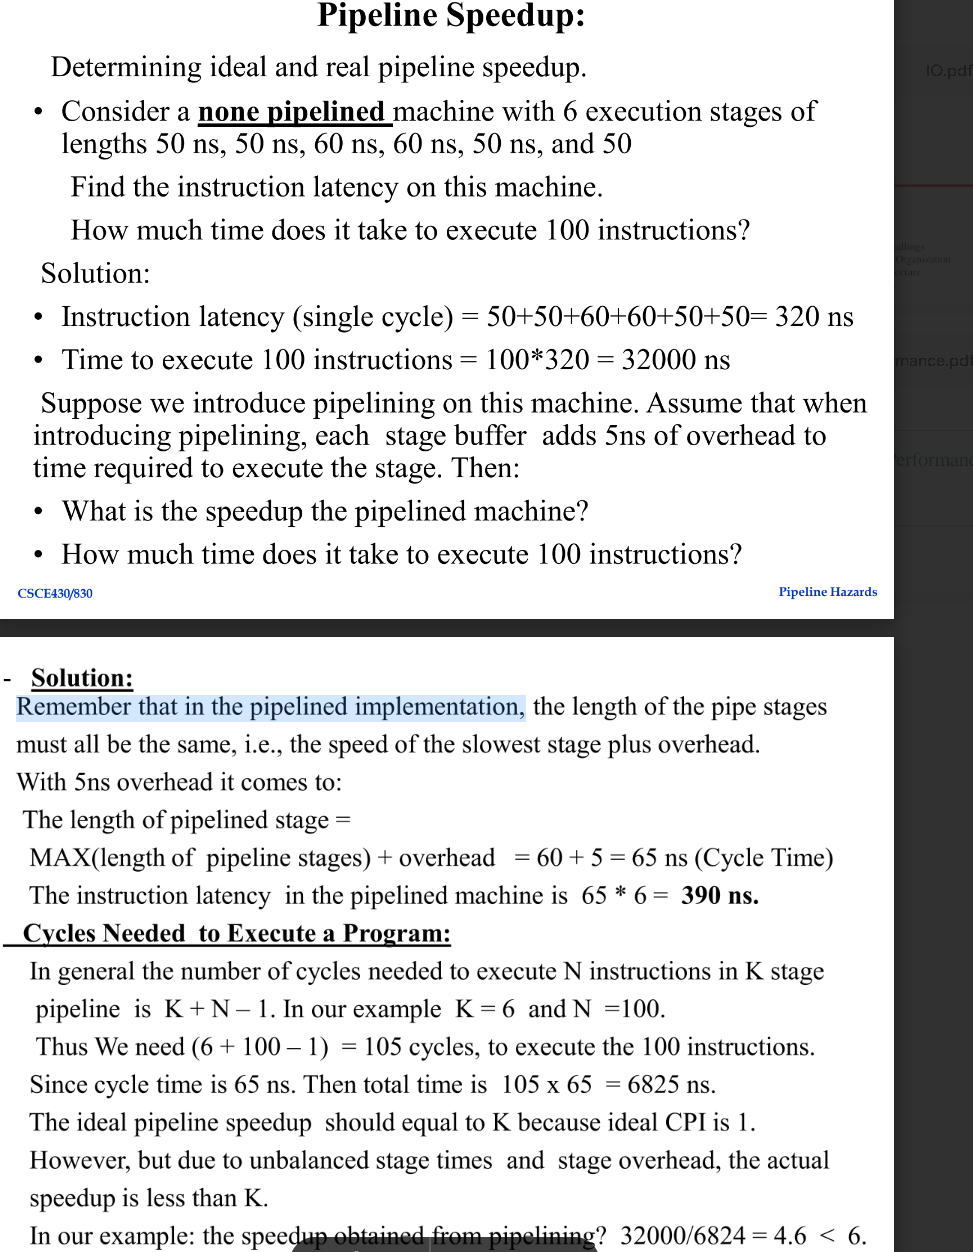 Pipeline Speedup:
Determining ideal and real pipeline speedup.
• Consider a none pipelined machine with 6 execution stages of
lengths 50 ns, 50 ns, 60 ns, 60 ns, 50 ns, and 50
Find the instruction latency on this machine.
How much time does it take to execute 100 instructions?
Solution:
• Instruction latency (single cycle) = 50+50+60+60+50+50= 320 ns
• Time to execute 100 instructions = 100*320 = 32000 ns
Suppose we introduce pipelining on this machine. Assume that when
introducing pipelining, each stage buffer adds 5ns of overhead to
time required to execute the stage. Then:
• What is the speedup the pipelined machine?
• How much time does it take to execute 100 instructions?
CSCE430/830
Pipeline Hazards
- Solution:
Remember that in the pipelined implementation, the length of the pipe stages
must all be the same, i.e., the speed of the slowest stage plus overhead.
With 5ns overhead it comes to:
The length of pipelined stage =
MAX(length of pipeline stages) + overhead = 60 + 5 = 65 ns (Cycle Time)
The instruction latency in the pipelined machine is 65 * 6 = 390 ns.
Cycles Needed to Execute a Program:
In general the number of cycles needed to execute N instructions in K stage
pipeline is K + N – 1. In our example K = 6 and N =100.
Thus We need (6 + 100 – 1) = 105 cycles, to execute the 100 instructions.
Since cycle time is 65 ns. Then total time is 105 x 65 = 6825 ns.
The ideal pipeline speedup should equal to K because ideal CPI is 1.
However, but due to unbalanced stage times and stage overhead, the actual
speedup is less than K.
In our example: the speedup obtained from pipelining? 32000/6824 = 4.6 < 6.
IO.pdf
Organization
mance.pdf